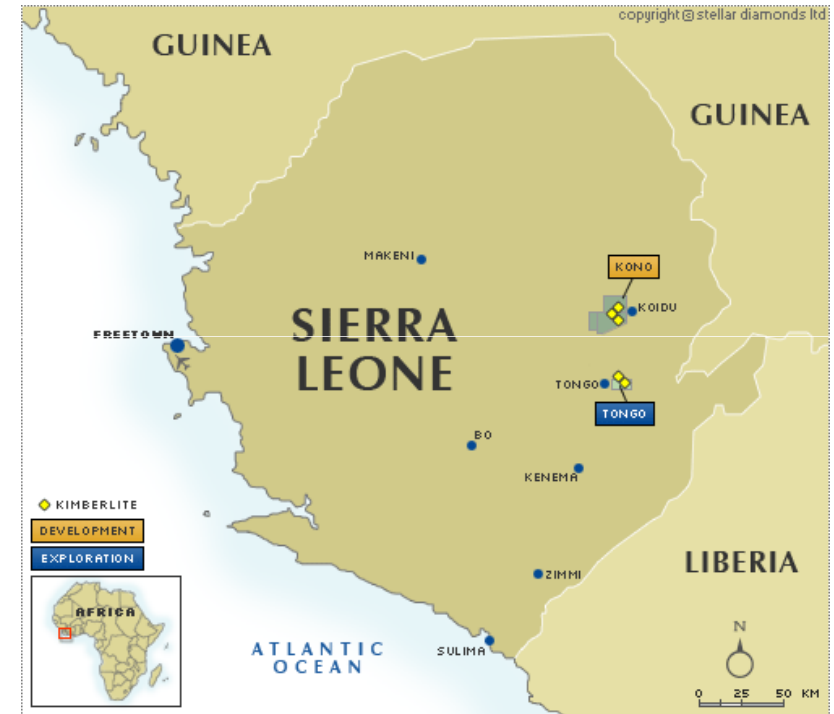 copyright © stellar diamonds ltd
GUINEA
GUINEA
MAKENI
KONO
KOIDU
FREETOWN
SIERRA
LEONE
TONGO
TONGO
BO
KENEMA
KIMBERLITE
DEVELOPMENT
EXPLORATION
LIBERIA
ZIMMI
AFRICA
ATLANTIC
OCEAN
SULIMA
N
0 25 50 KM